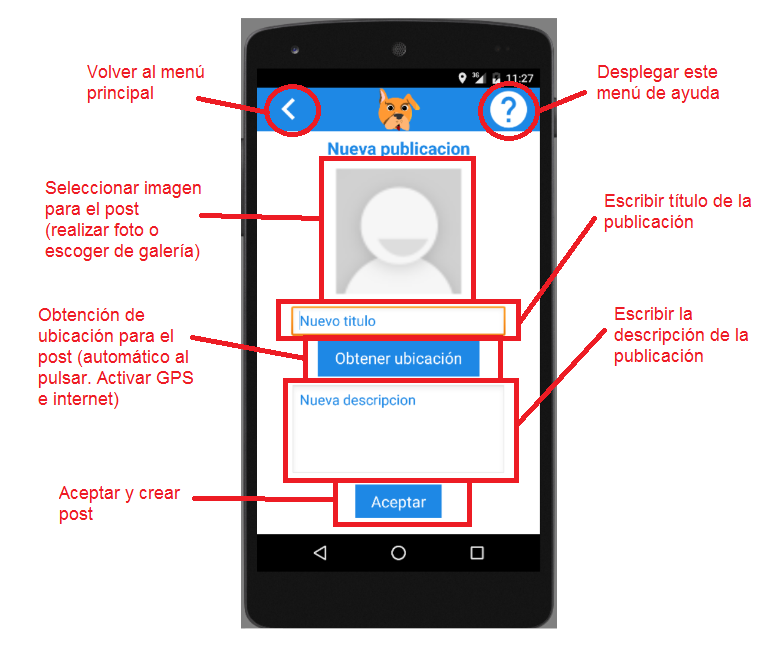 Volver al menú
principal
Desplegar este
menú de ayuda
3G
11:27
?
Nueva publicacion
Seleccionar imagen
para el post
(realizar foto o
escoger de galería)
Escribir título de la
publicación
Nuevo titulo
Obtención de
ubicación para el
post (automático al
pulsar. Activar GPS
e internet)
Obtener ubicación
Escribir la
descripción de la
publicación
Nueva descripcion
Aceptar y crear
post
Aceptar